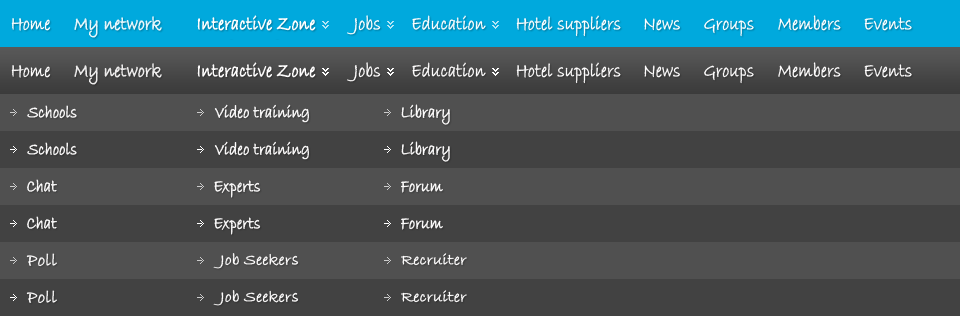 Home My network Interactive Zone Jobs Education Hotel suppliers News Groups Members Events
Home My network Interactive Zone Jobs Education Hotel suppliers News Groups Members Events
Schools Video training Library
Schools Video training Library
Chat Experts Forum
Chat Experts Forum
Poll Job Seekers Recruiter
Poll Job Seekers Recruiter